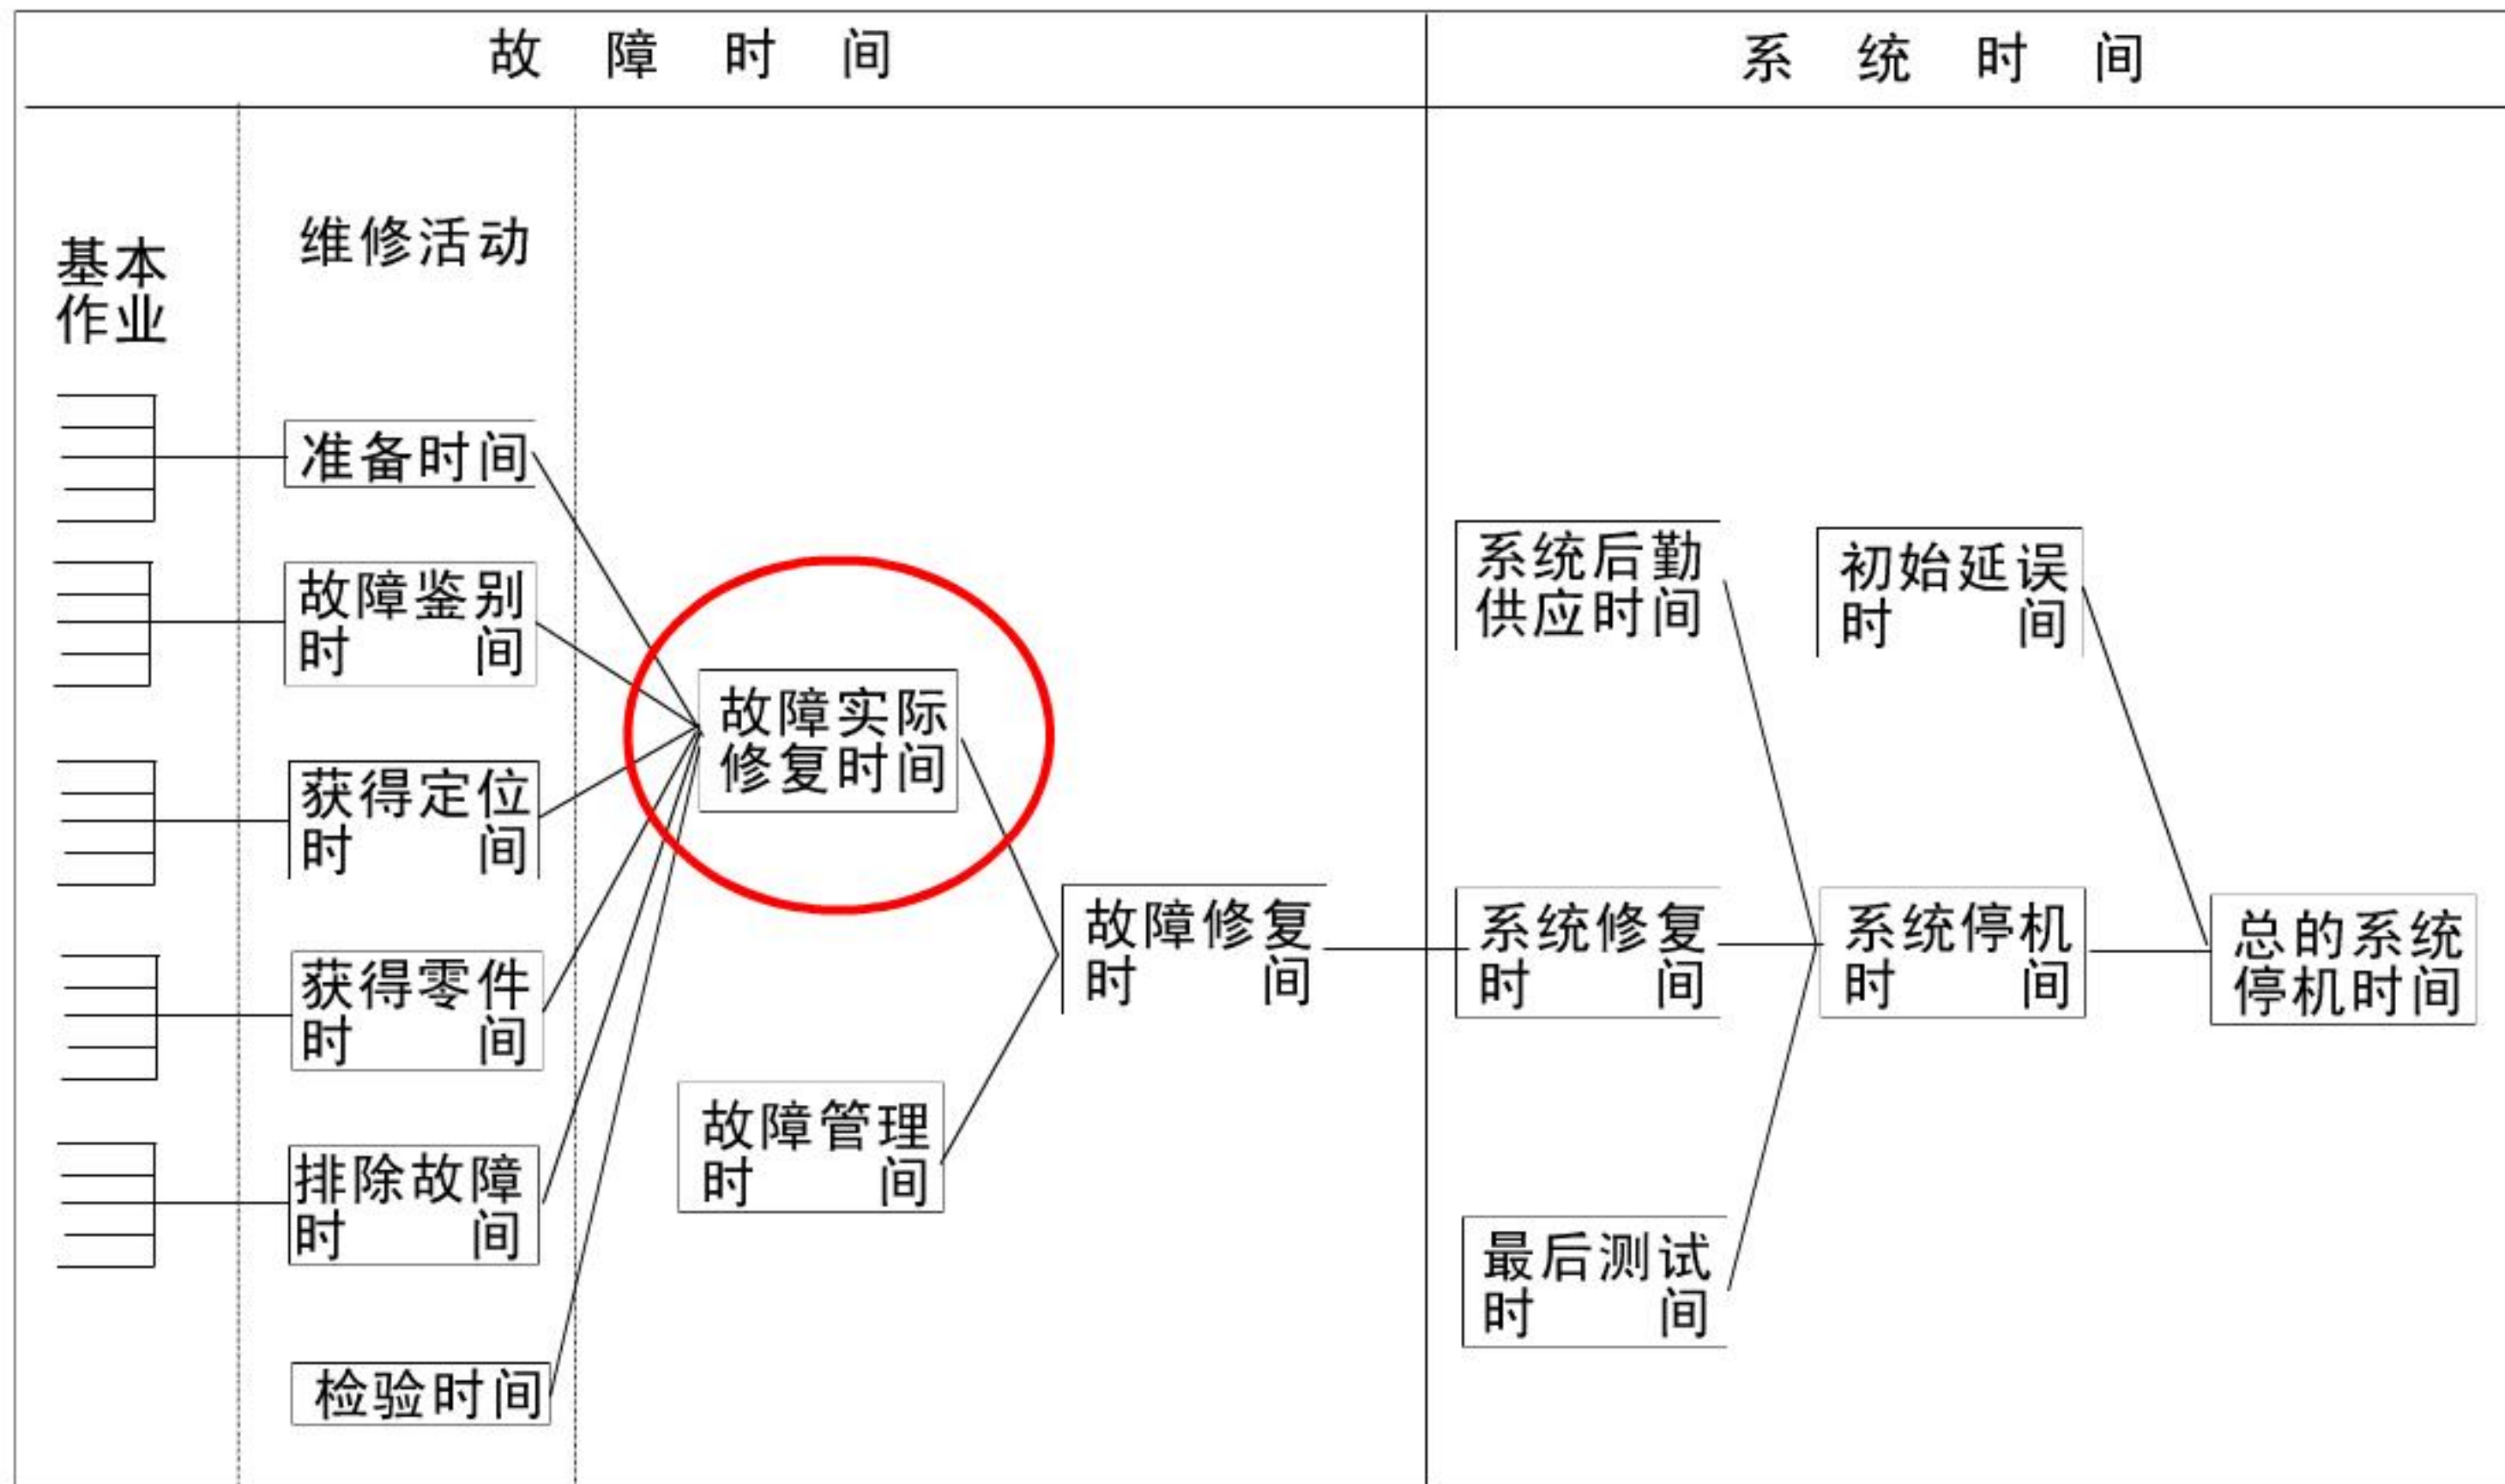 故障时间
系统时间
基本
作业
维修活动
准备时间
故障鉴别
时间
获得定位
时间
获得零件
时间
排除故障
时间
检验时间
故障实际
修复时间
故障管理
时间
故障修复
时间
系统后勤
供应时间
系统修复
时间
最后测试
时间
初始延误
时间
系统停机
时间
总的系统
停机时间